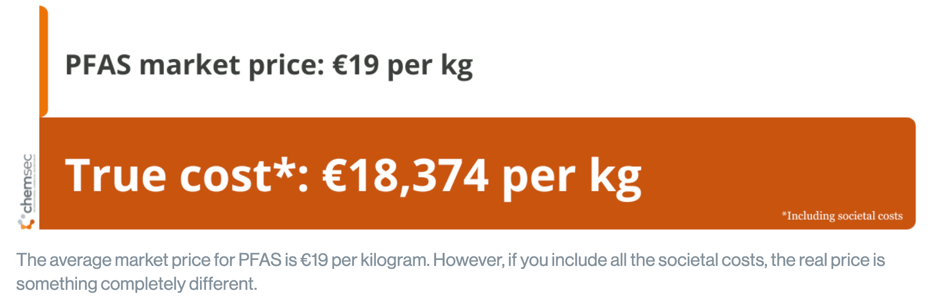 PFAS market price: €19 per kg
True cost*: €18,374 per kg
*Including societal costs
chemsec
The average market price for PFAS is €19 per kilogram. However, if you include all the societal costs, the real price is
something completely different.